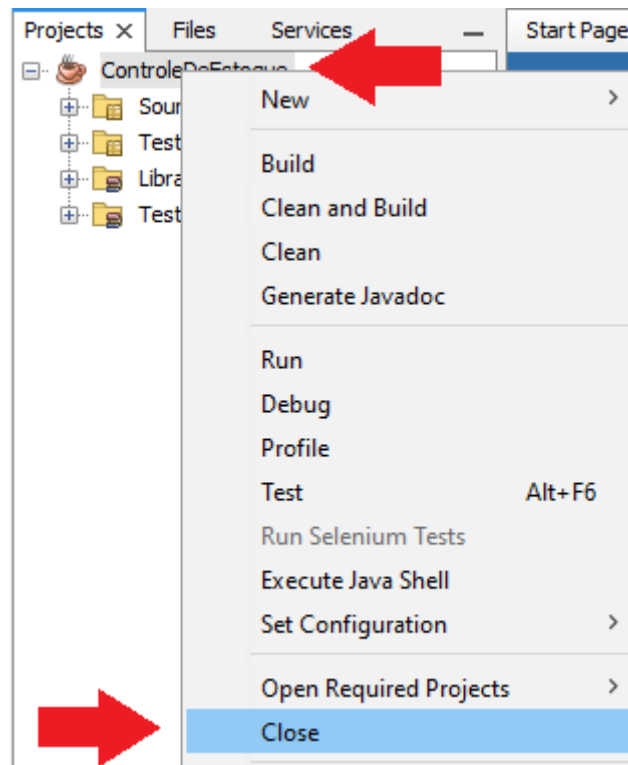 Projects Files Services Start Page
ControleDeEstoque
New
Build
Clean and Build
Clean
Generate Javadoc
Run
Debug
Profile
Test Alt+F6
Run Selenium Tests
Execute Java Shell
Set Configuration
Open Required Projects
Close